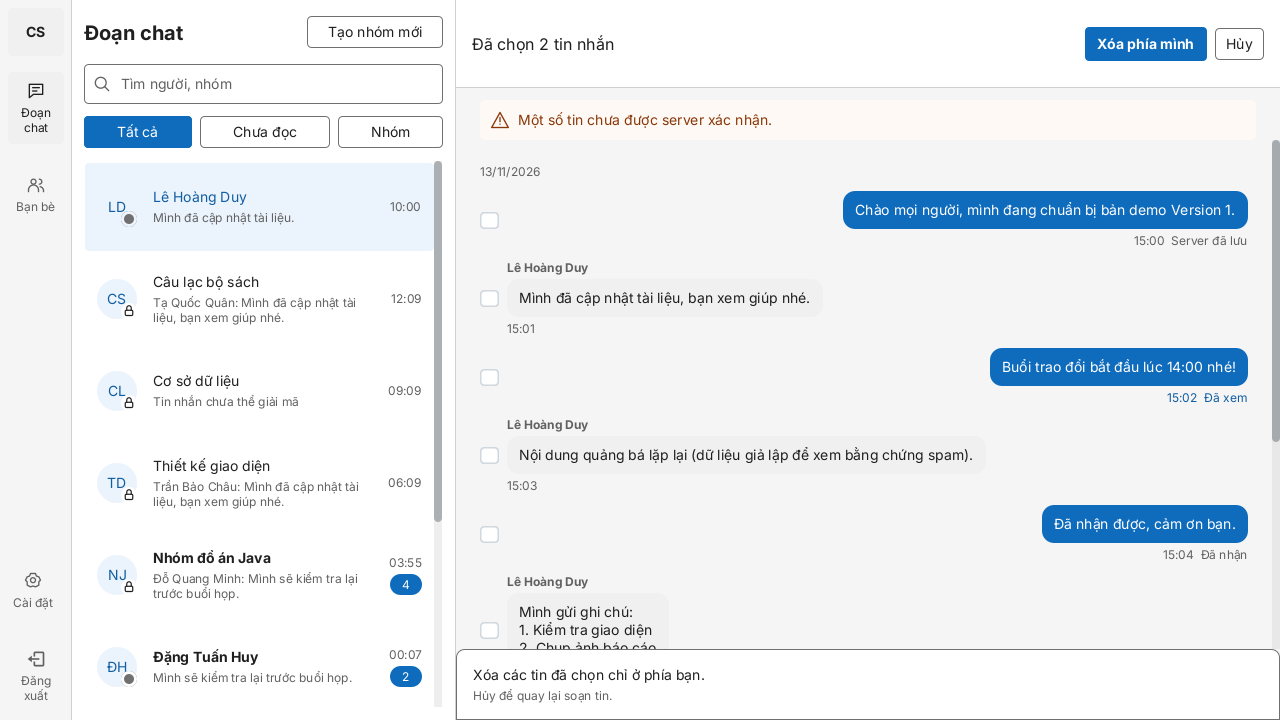 CS
Đoạn
chat
Bạn bè
Cài đặt
Đăng
xuất
Đoạn chat
Tạo nhóm mới
Tìm người, nhóm
Tất cả
Chưa đọc
Nhóm
LD
Lê Hoàng Duy
Mình đã cập nhật tài liệu.
10:00
CS
Câu lạc bộ sách
Tạ Quốc Quân: Mình đã cập nhật tài
liệu, bạn xem giúp nhé.
12:09
CL
Cơ sở dữ liệu
Tin nhắn chưa thể giải mã
09:09
TD
Thiết kế giao diện
Trần Bảo Châu: Mình đã cập nhật tài
liệu, bạn xem giúp nhé.
06:09
NJ
Nhóm đồ án Java
Đỗ Quang Minh: Mình sẽ kiểm tra lại
trước buổi họp.
03:55
4
ĐH
Đặng Tuấn Huy
Mình sẽ kiểm tra lại trước buổi họp.
00:07
2
Đã chọn 2 tin nhắn
Xóa phía mình
Hủy
Một số tin chưa được server xác nhận.
13/11/2026
Chào mọi người, mình đang chuẩn bị bản demo Version 1.
15:00 Server đã lưu
Lê Hoàng Duy
Mình đã cập nhật tài liệu, bạn xem giúp nhé.
15:01
Buổi trao đổi bắt đầu lúc 14:00 nhé!
15:02 Đã xem
Lê Hoàng Duy
Nội dung quảng bá lặp lại (dữ liệu giả lập để xem bằng chứng spam).
15:03
Đã nhận được, cảm ơn bạn.
15:04 Đã nhận
Lê Hoàng Duy
Mình gửi ghi chú:
1. Kiểm tra giao diện
2. Chụp ảnh báo cáo
Xóa các tin đã chọn chỉ ở phía bạn.
Hủy để quay lại soạn tin.